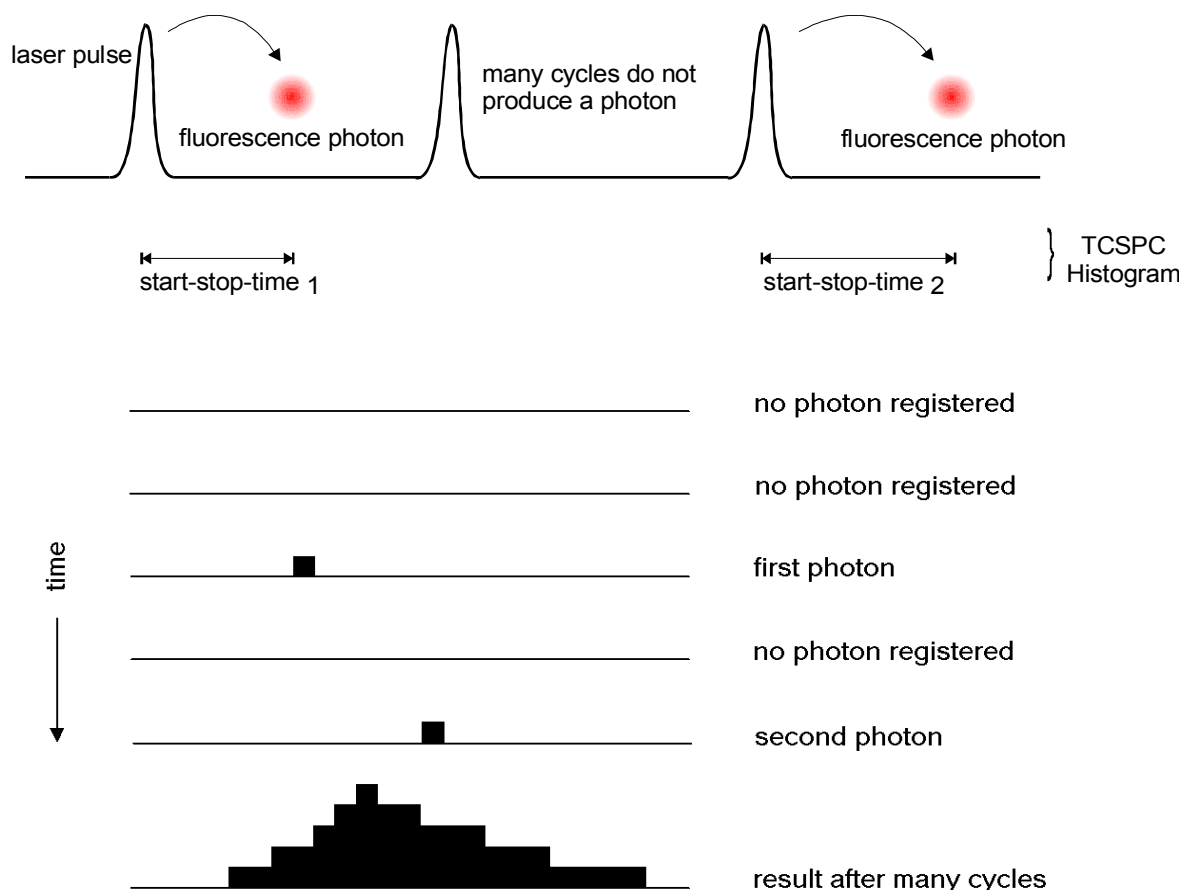 laser pulse
fluorescence photon
many cycles do not
produce a photon
fluorescence photon
start-stop-time 1
start-stop-time 2
} TCSPC
Histogram
no photon registered
no photon registered
first photon
no photon registered
second photon
result after many cycles
time